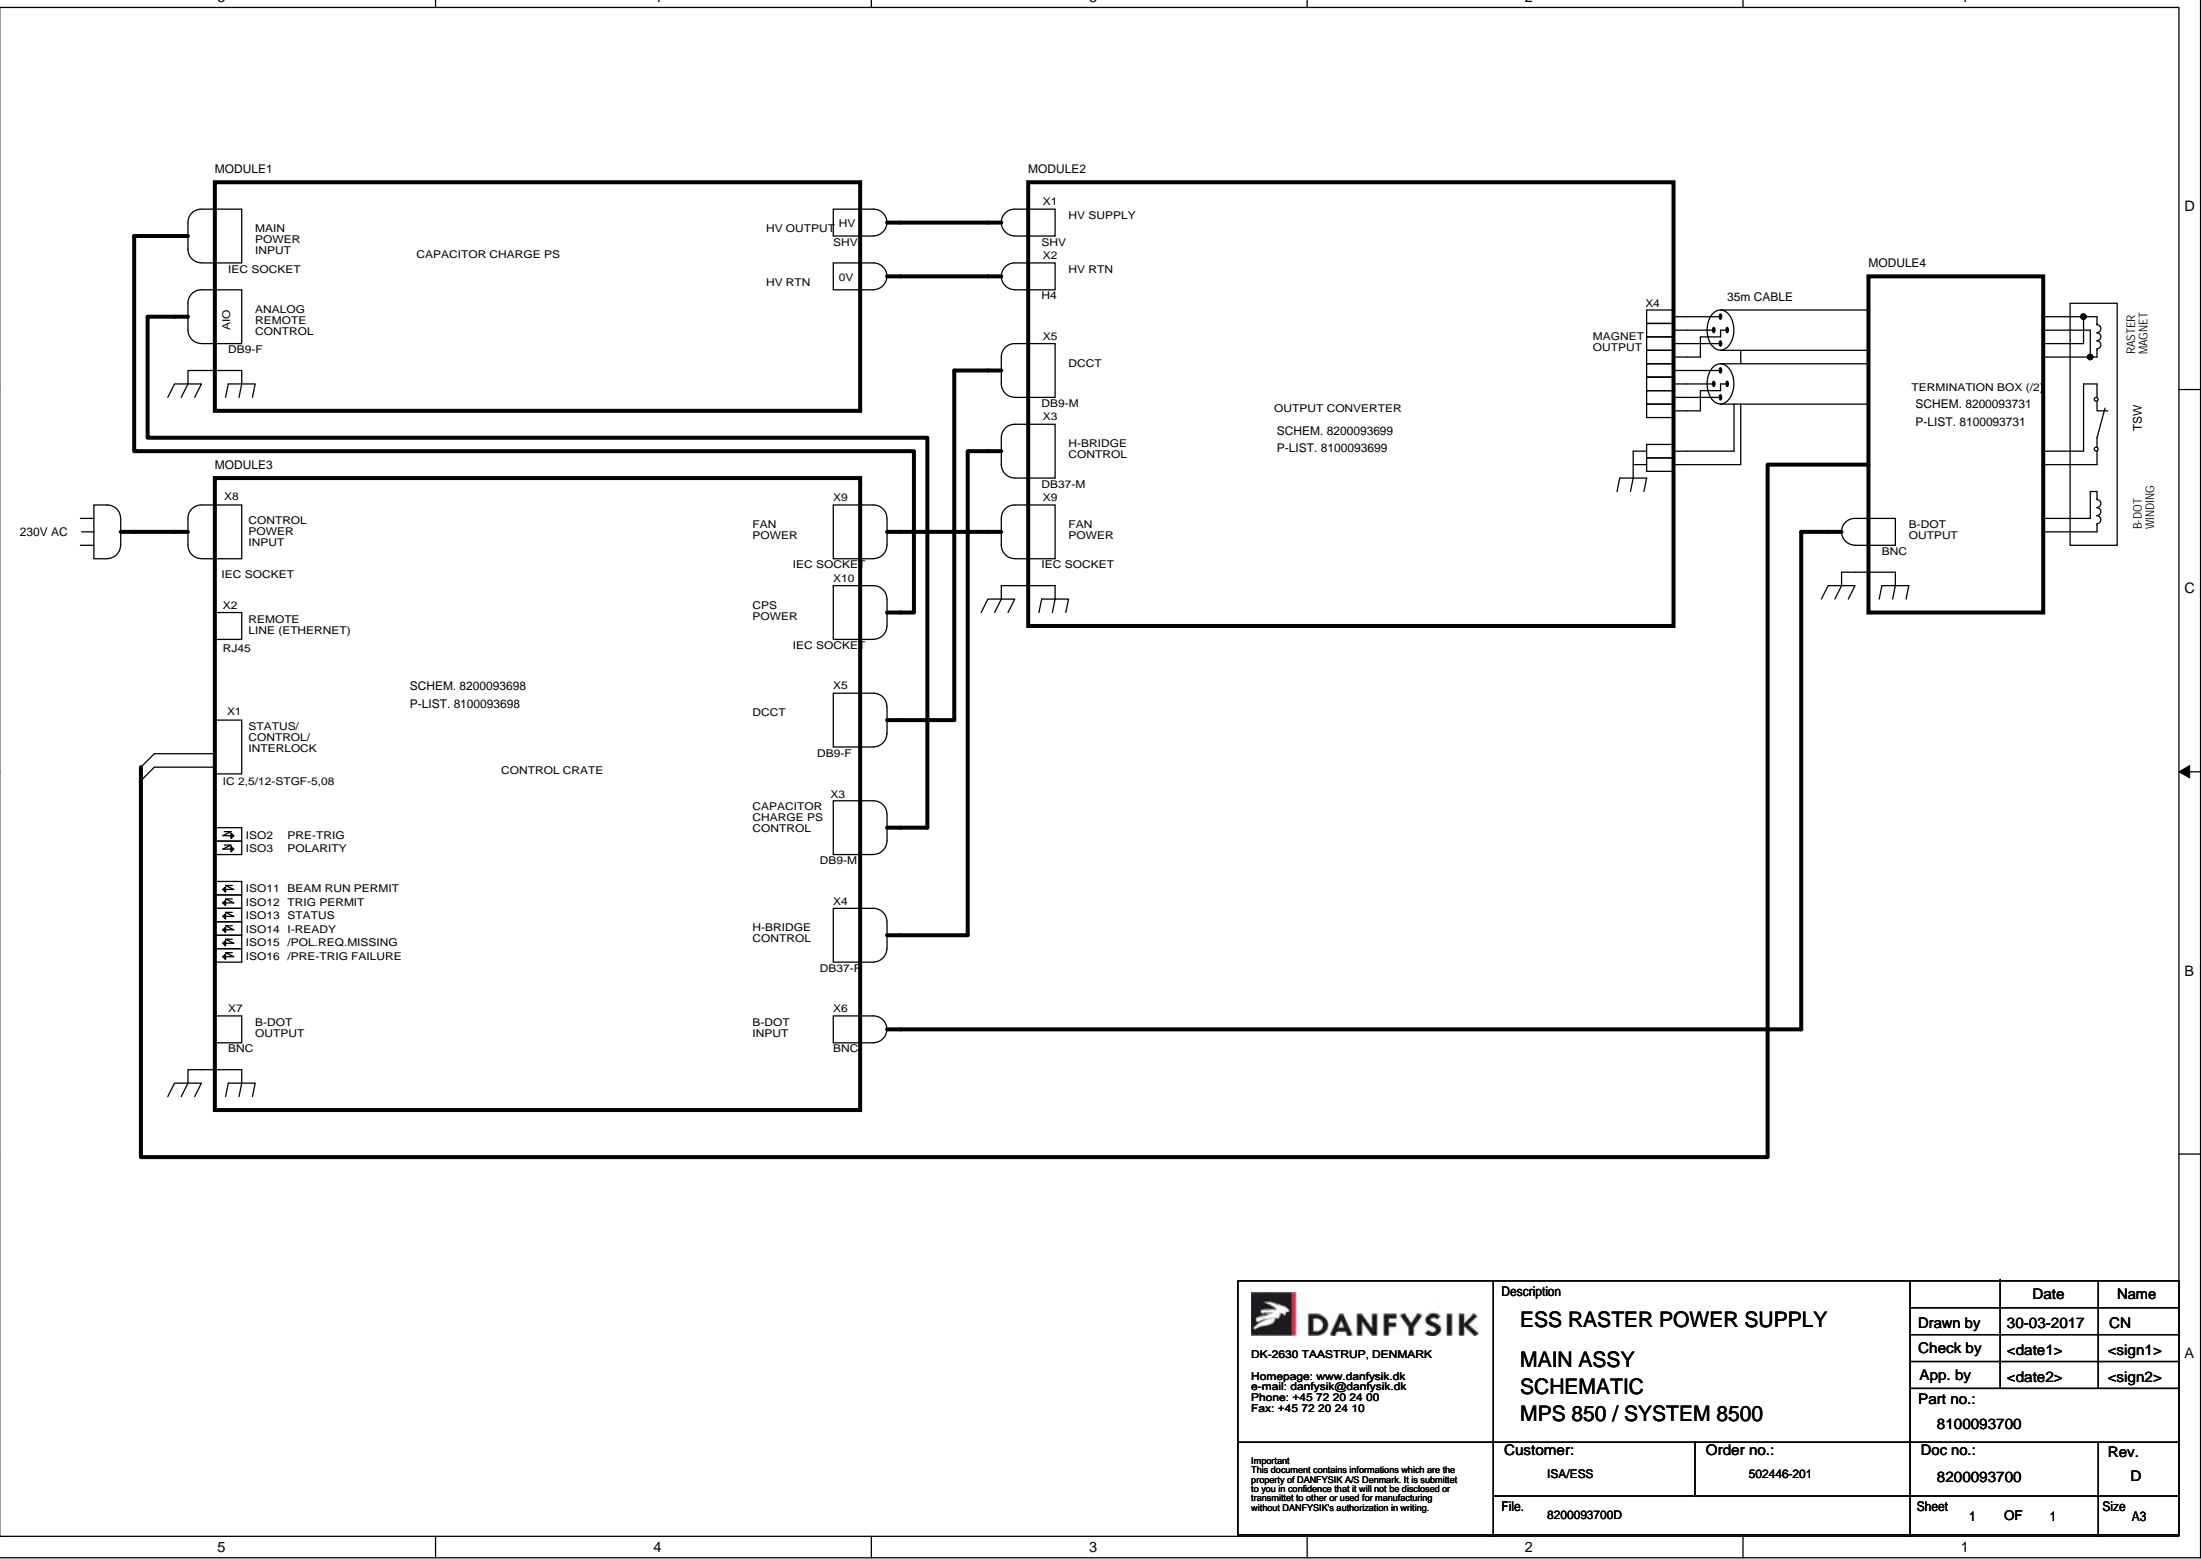 MODULE1
MAIN
POWER
INPUT
IEC SOCKET
AIO
ANALOG
REMOTE
CONTROL
DB9-F
CAPACITOR CHARGE PS
HV OUTPUT
HV
SHV
HV RTN
0V
MODULE2
X1
HV SUPPLY
SHV
X2
HV RTN
H4
X5
DCCT
DB9-M
X3
H-BRIDGE
CONTROL
DB37-M
X9
FAN
POWER
IEC SOCKET
OUTPUT CONVERTER
SCHEM. 8200093699
P-LIST. 8100093699
X4
MAGNET
OUTPUT
35m CABLE
MODULE4
TERMINATION BOX (/2)
SCHEM. 8200093731
P-LIST. 8100093731
B-DOT
OUTPUT
BNC
RASTER
MAGNET
TSW
B-DOT
WINDING
MODULE3
230V AC
X8
CONTROL
POWER
INPUT
IEC SOCKET
X2
REMOTE
LINE (ETHERNET)
RJ45
X1
STATUS/
CONTROL/
INTERLOCK
IC 2,5/12-STGF-5,08
ISO2 PRE-TRIG
ISO3 POLARITY
ISO11 BEAM RUN PERMIT
ISO12 TRIG PERMIT
ISO13 STATUS
ISO14 I-READY
ISO15 /POL.REQ.MISSING
ISO16 /PRE-TRIG FAILURE
X7
B-DOT
OUTPUT
BNC
SCHEM. 8200093698
P-LIST. 8100093698
CONTROL CRATE
X9
FAN
POWER
IEC SOCKET
X10
CPS
POWER
IEC SOCKET
X5
DCCT
DB9-F
X3
CAPACITOR
CHARGE PS
CONTROL
DB9-M
X4
H-BRIDGE
CONTROL
DB37-F
X6
B-DOT
INPUT
BNC
D
C
B
A
DANFYSIK
DK-2630 TAASTRUP, DENMARK
Homepage: www.danfysik.dk
e-mail: danfysik@danfysik.dk
Phone: +45 72 20 24 00
Fax: +45 72 20 24 10
Important
This document contains informations which are the
property of DANFYSIK A/S Denmark. It is submittet
to you in confidence that it will not be disclosed or
transmittet to other or used for manufacturing
without DANFYSIK's authorization in writing.
Description
ESS RASTER POWER SUPPLY
MAIN ASSY
SCHEMATIC
MPS 850 / SYSTEM 8500
Customer:
ISA/ESS
Order no.:
502446-201
File.
8200093700D
Date Name
Drawn by 30-03-2017 CN
Check by <date1> <sign1>
App. by <date2> <sign2>
Part no.:
8100093700
Doc no.:
8200093700
Rev.
D
Sheet 1 OF 1
Size A3
5 4 3 2 1